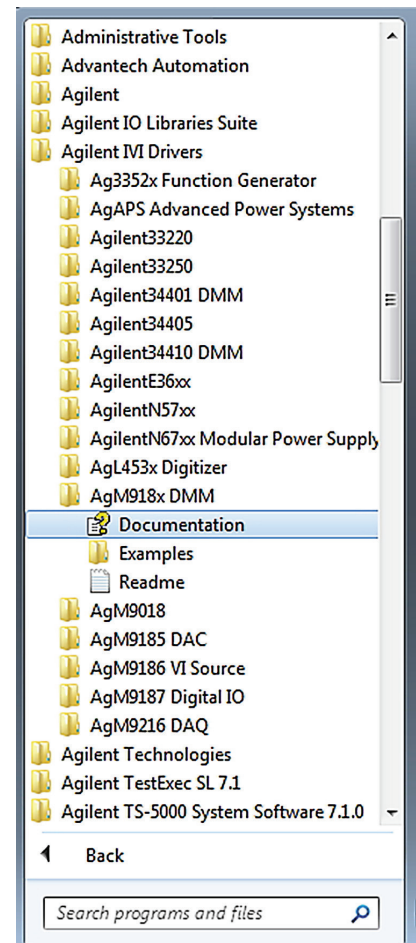 Administrative Tools
Advantech Automation
Agilent
Agilent IO Libraries Suite
Agilent IVI Drivers
Ag3352x Function Generator
AgAPS Advanced Power Systems
Agilent33220
Agilent33250
Agilent34401 DMM
Agilent34405
Agilent34410 DMM
AgilentE36xx
AgilentN57xx
AgilentN67xx Modular Power Supply
AgL453x Digitizer
AgM918x DMM
Documentation
Examples
Readme
AgM9018
AgM9185 DAC
AgM9186 VI Source
AgM9187 Digital IO
AgM9216 DAQ
Agilent Technologies
Agilent TestExec SL 7.1
Agilent TS-5000 System Software 7.1.0
Back
Search programs and files